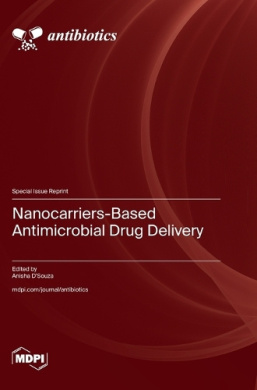 antibiotics
Special Issue Reprint
Nanocarriers-Based
Antimicrobial Drug Delivery
Edited by
Anisha D'Souza
mdpi.com/journal/antibiotics
MDPI